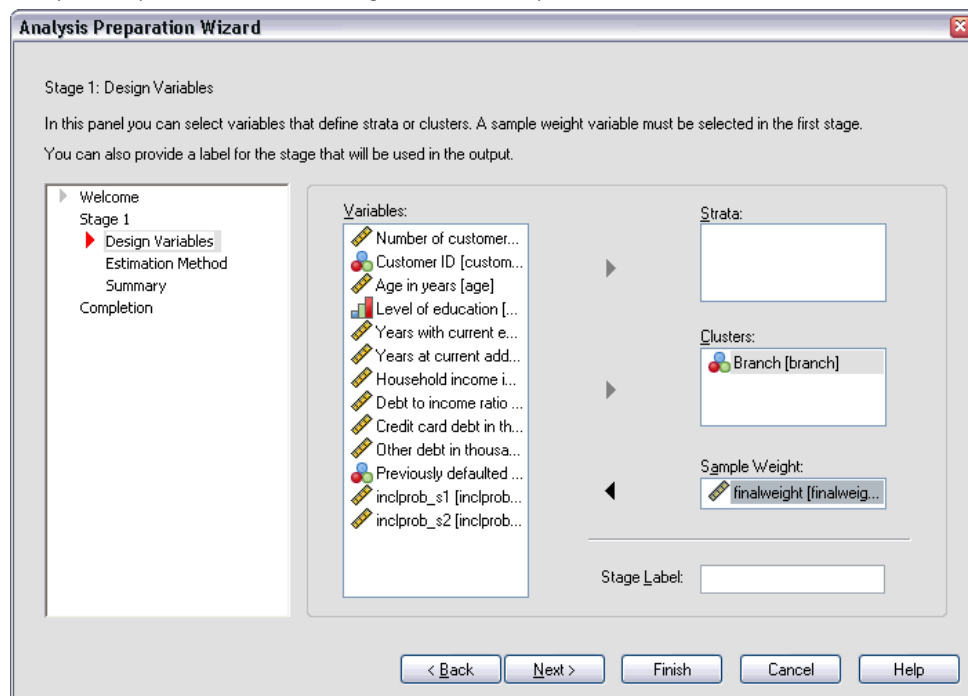 Analysis Preparation Wizard
Stage 1: Design Variables
In this panel you can select variables that define strata or clusters. A sample weight variable must be selected in the first stage.
You can also provide a label for the stage that will be used in the output.
Welcome
Stage 1
Design Variables
Estimation Method
Summary
Completion
Variables:
Number of customer...
Customer ID [custom...
Age in years [age]
Level of education [...
Years with current e...
Years at current add...
Household income i...
Debt to income ratio ...
Credit card debt in th...
Other debt in thousa...
Previously defaulted ...
inclprob_s1 [inclprob...
inclprob_s2 [inclprob...
Strata:
Clusters:
Branch [branch]
Sample Weight:
finalweight [finalweig...
Stage Label:
< Back
Next >
Finish
Cancel
Help